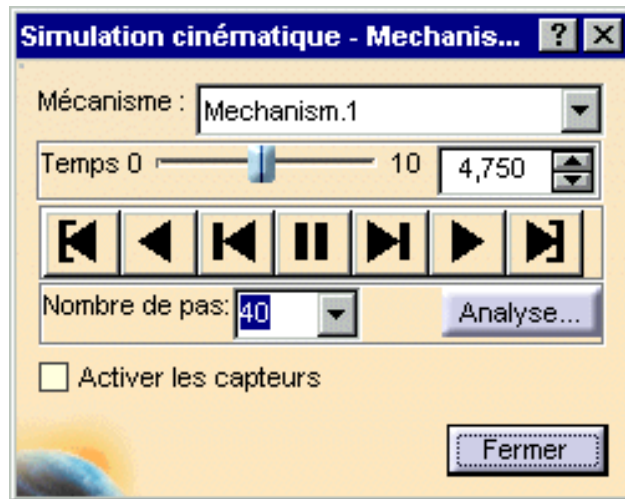 Simulation cinématique - Mechanis...
Mécanisme : Mechanism.1
Temps 0 10 4,750
Nombre de pas: 40 Analyse...
Activer les capteurs
Fermer